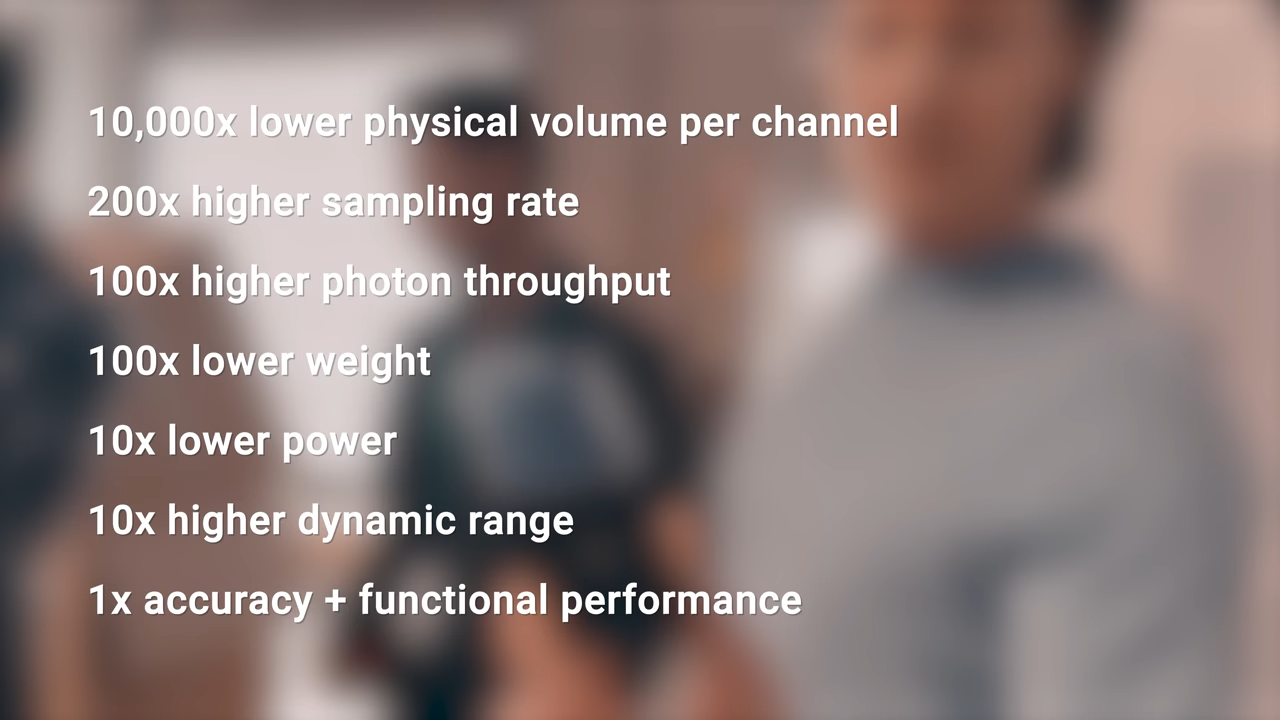 10,000x lower physical volume per channel
200x higher sampling rate
100x higher photon throughput
100x lower weight
10x lower power
10x higher dynamic range
1x accuracy + functional performance